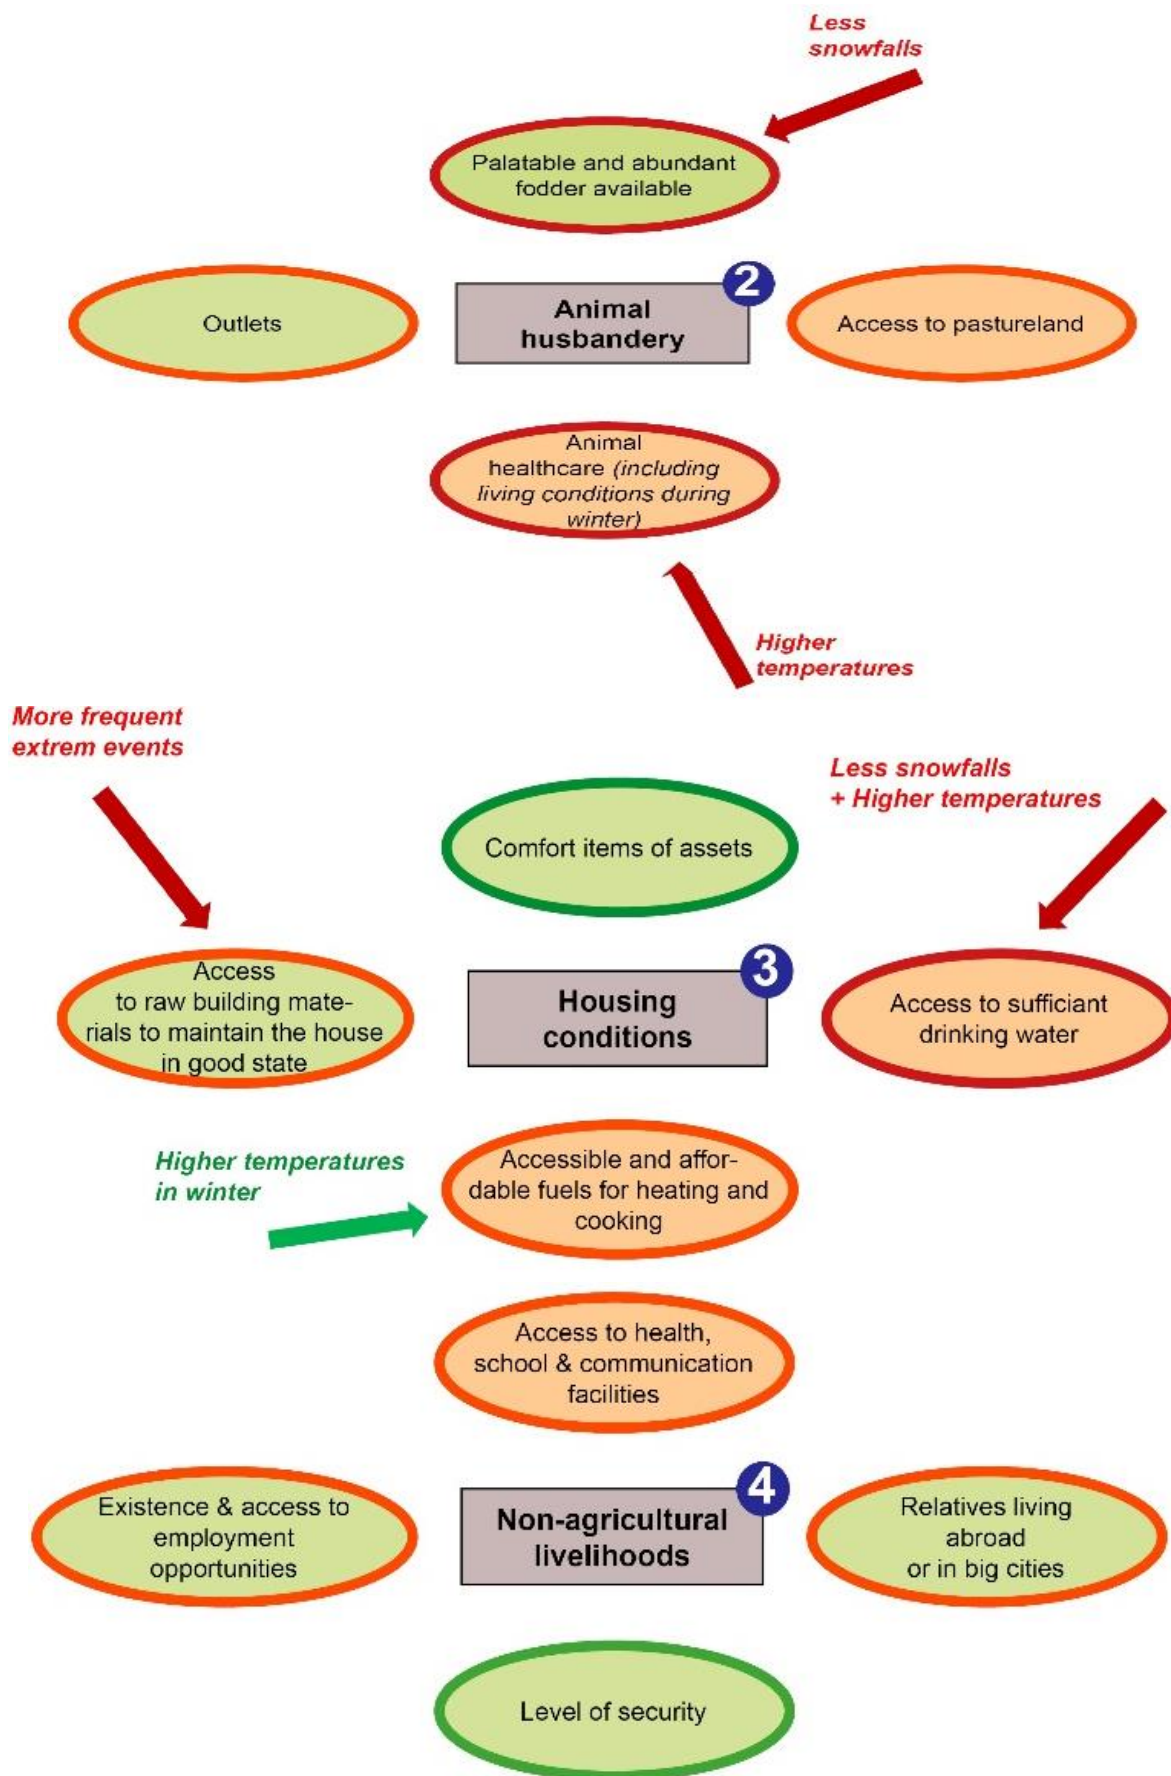 Less
snowfalls
Palatable and abundant
fodder available
2
Outlets
Animal
husbandery
Access to pastureland
Animal
healthcare (including
living conditions during
winter)
Higher
temperatures
More frequent
extrem events
Less snowfalls
+ Higher temperatures
Comfort items of assets
3
Access
to raw building mate-
rials to maintain the house
in good state
Housing
conditions
Access to sufficiant
drinking water
Higher temperatures
in winter
Accessible and affor-
dable fuels for heating and
cooking
Access to health,
school & communication
facilities
4
Existence & access to
employment
opportunities
Non-agricultural
livelihoods
Relatives living
abroad
or in big cities
Level of security